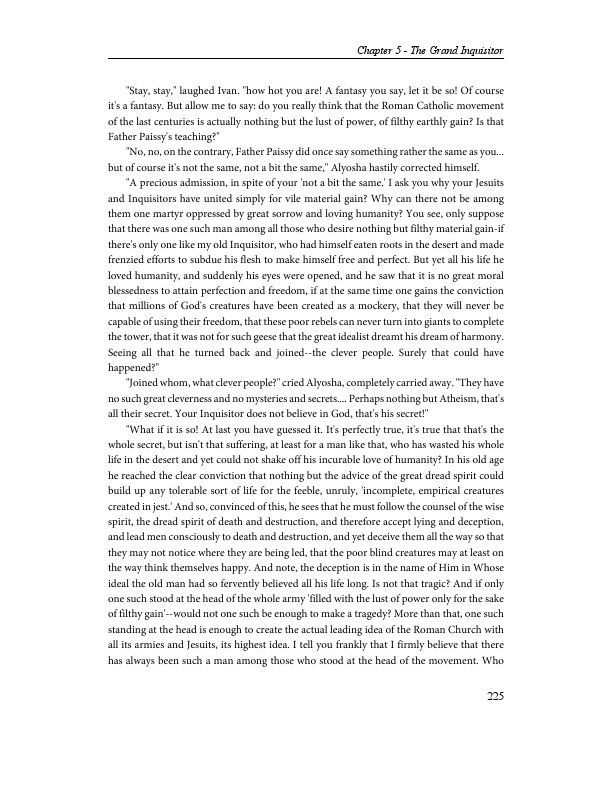 Chapter 5 - The Grand Inquisitor
"Stay, stay," laughed Ivan. "how hot you are! A fantasy you say, let it be so! Of course
it's a fantasy. But allow me to say: do you really think that the Roman Catholic movement
of the last centuries is actually nothing but the lust of power, of filthy earthly gain? Is that
Father Paissy's teaching?"
"No, no, on the contrary, Father Paissy did once say something rather the same as you...
but of course it's not the same, not a bit the same," Alyosha hastily corrected himself.
"A precious admission, in spite of your 'not a bit the same.' I ask you why your Jesuits
and Inquisitors have united simply for vile material gain? Why can there not be among
them one martyr oppressed by great sorrow and loving humanity? You see, only suppose
that there was one such man among all those who desire nothing but filthy material gain-if
there's only one like my old Inquisitor, who had himself eaten roots in the desert and made
frenzied efforts to subdue his flesh to make himself free and perfect. But yet all his life he
loved humanity, and suddenly his eyes were opened, and he saw that it is no great moral
blessedness to attain perfection and freedom, if at the same time one gains the conviction
that millions of God's creatures have been created as a mockery, that they will never be
capable of using their freedom, that these poor rebels can never turn into giants to complete
the tower, that it was not for such geese that the great idealist dreamt his dream of harmony.
Seeing all that he turned back and joined--the clever people. Surely that could have
happened?"
"Joined whom, what clever people?" cried Alyosha, completely carried away. "They have
no such great cleverness and no mysteries and secrets.... Perhaps nothing but Atheism, that's
all their secret. Your Inquisitor does not believe in God, that's his secret!"
"What if it is so! At last you have guessed it. It's perfectly true, it's true that that's the
whole secret, but isn't that suffering, at least for a man like that, who has wasted his whole
life in the desert and yet could not shake off his incurable love of humanity? In his old age
he reached the clear conviction that nothing but the advice of the great dread spirit could
build up any tolerable sort of life for the feeble, unruly, 'incomplete, empirical creatures
created in jest.' And so, convinced of this, he sees that he must follow the counsel of the wise
spirit, the dread spirit of death and destruction, and therefore accept lying and deception,
and lead men consciously to death and destruction, and yet deceive them all the way so that
they may not notice where they are being led, that the poor blind creatures may at least on
the way think themselves happy. And note, the deception is in the name of Him in Whose
ideal the old man had so fervently believed all his life long. Is not that tragic? And if only
one such stood at the head of the whole army 'filled with the lust of power only for the sake
of filthy gain'--would not one such be enough to make a tragedy? More than that, one such
standing at the head is enough to create the actual leading idea of the Roman Church with
all its armies and Jesuits, its highest idea. I tell you frankly that I firmly believe that there
has always been such a man among those who stood at the head of the movement. Who
225